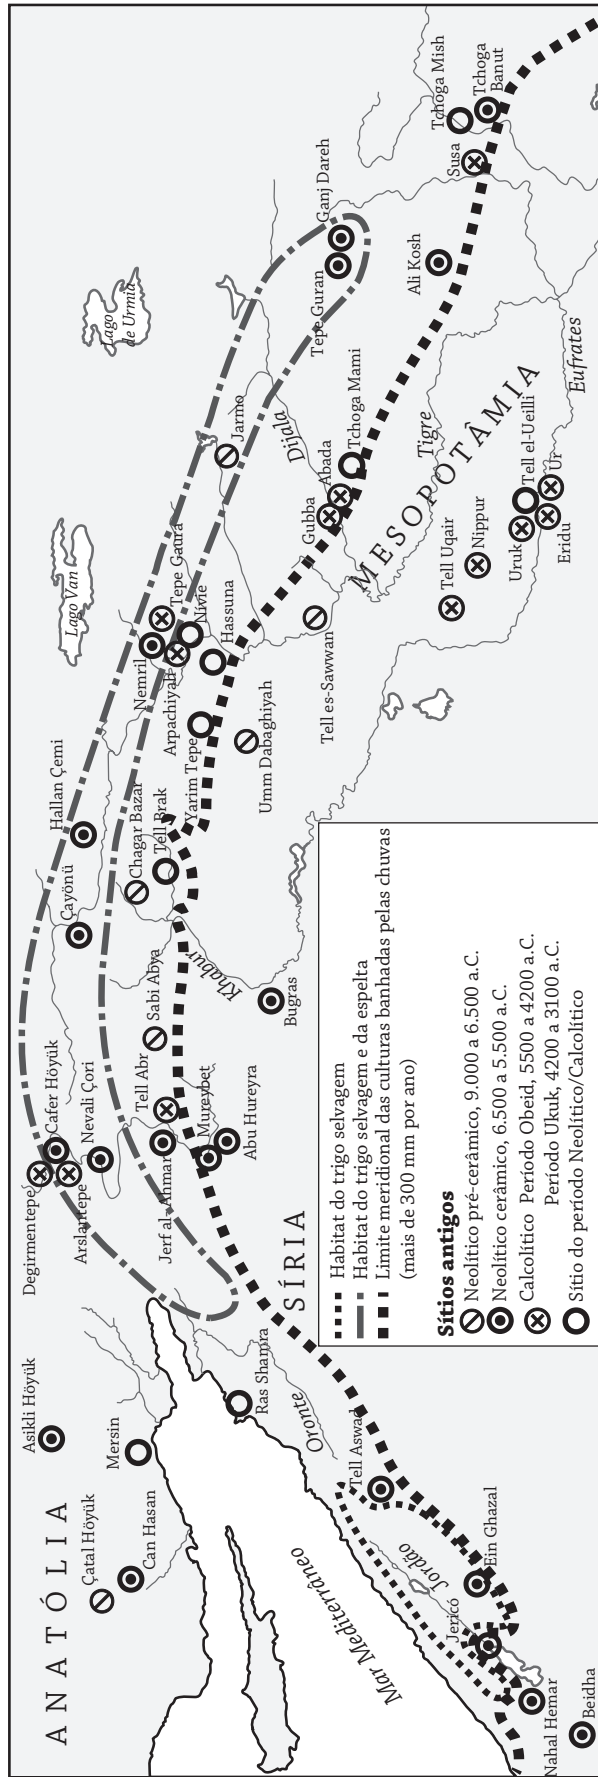 ANATÓLIA
Asikli Höyük
Çatal Höyük
Can Hasan
Mersin
Degirmentepe
Cafer Höyük
Arslantepe
Nevali Çori
Çayönü
Hallan Çemi
Lago Van
Lago
de Urmia
Tell Abr
Jerf al-Ahmar
Mureybet
Abu Hureyra
Sabi Abya
Khabur
Chagar Bazar
Tell Brak
Bugras
Yarim Tepe
Umm Dabaghiyah
Nemril
Arpachiyah
Tepe Gaura
Nívie
Hassuna
Jarmo
Tell es-Sawwan
Gubba
Abada
Tchoga Mami
Dijala
Tepe Guran
Ganj Dareh
Ali Kosh
Susa
Tchoga Mish
Tchoga
Banut
MESOPOTÂMIA
Tigre
Eufrates
Tell Uqair
Nippur
Uruk
Tell el-Ueilli
Ur
Eridu
SÍRIA
Ras Shamra
Oronte
Mar Mediterrâneo
Tell Aswad
Jordão
Ein Ghazal
Jericó
Nahal Hemar
Beidha
Habitat do trigo selvagem
Habitat do trigo selvagem e da espelta
Limite meridional das culturas banhadas pelas chuvas
(mais de 300 mm por ano)
Sítios antigos
Neolítico pré-cerâmico, 9.000 a 6.500 a.C.
Neolítico cerâmico, 6.500 a 5.500 a.C.
Calcolítico Período Obeid, 5500 a 4200 a.C.
Período Ukuk, 4200 a 3100 a.C.
Sítio do período Neolítico/Calcolítico